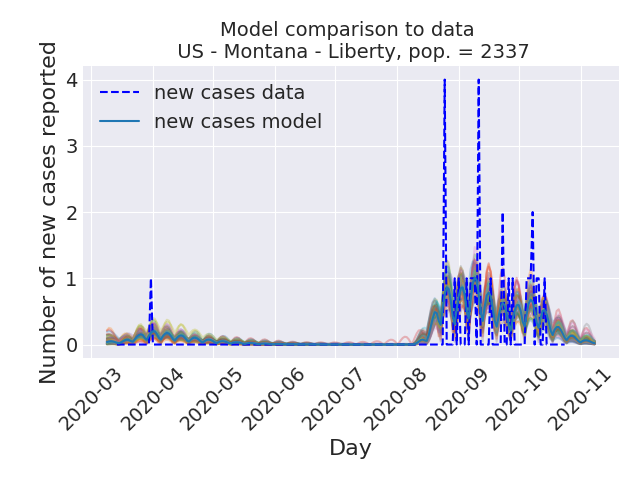 Model comparison to data
US - Montana - Liberty, pop. = 2337
Number of new cases reported
4
3
2
1
0
new cases data
new cases model
2020-03
2020-04
2020-05
2020-06
2020-07
2020-08
2020-09
2020-10
2020-11
Day